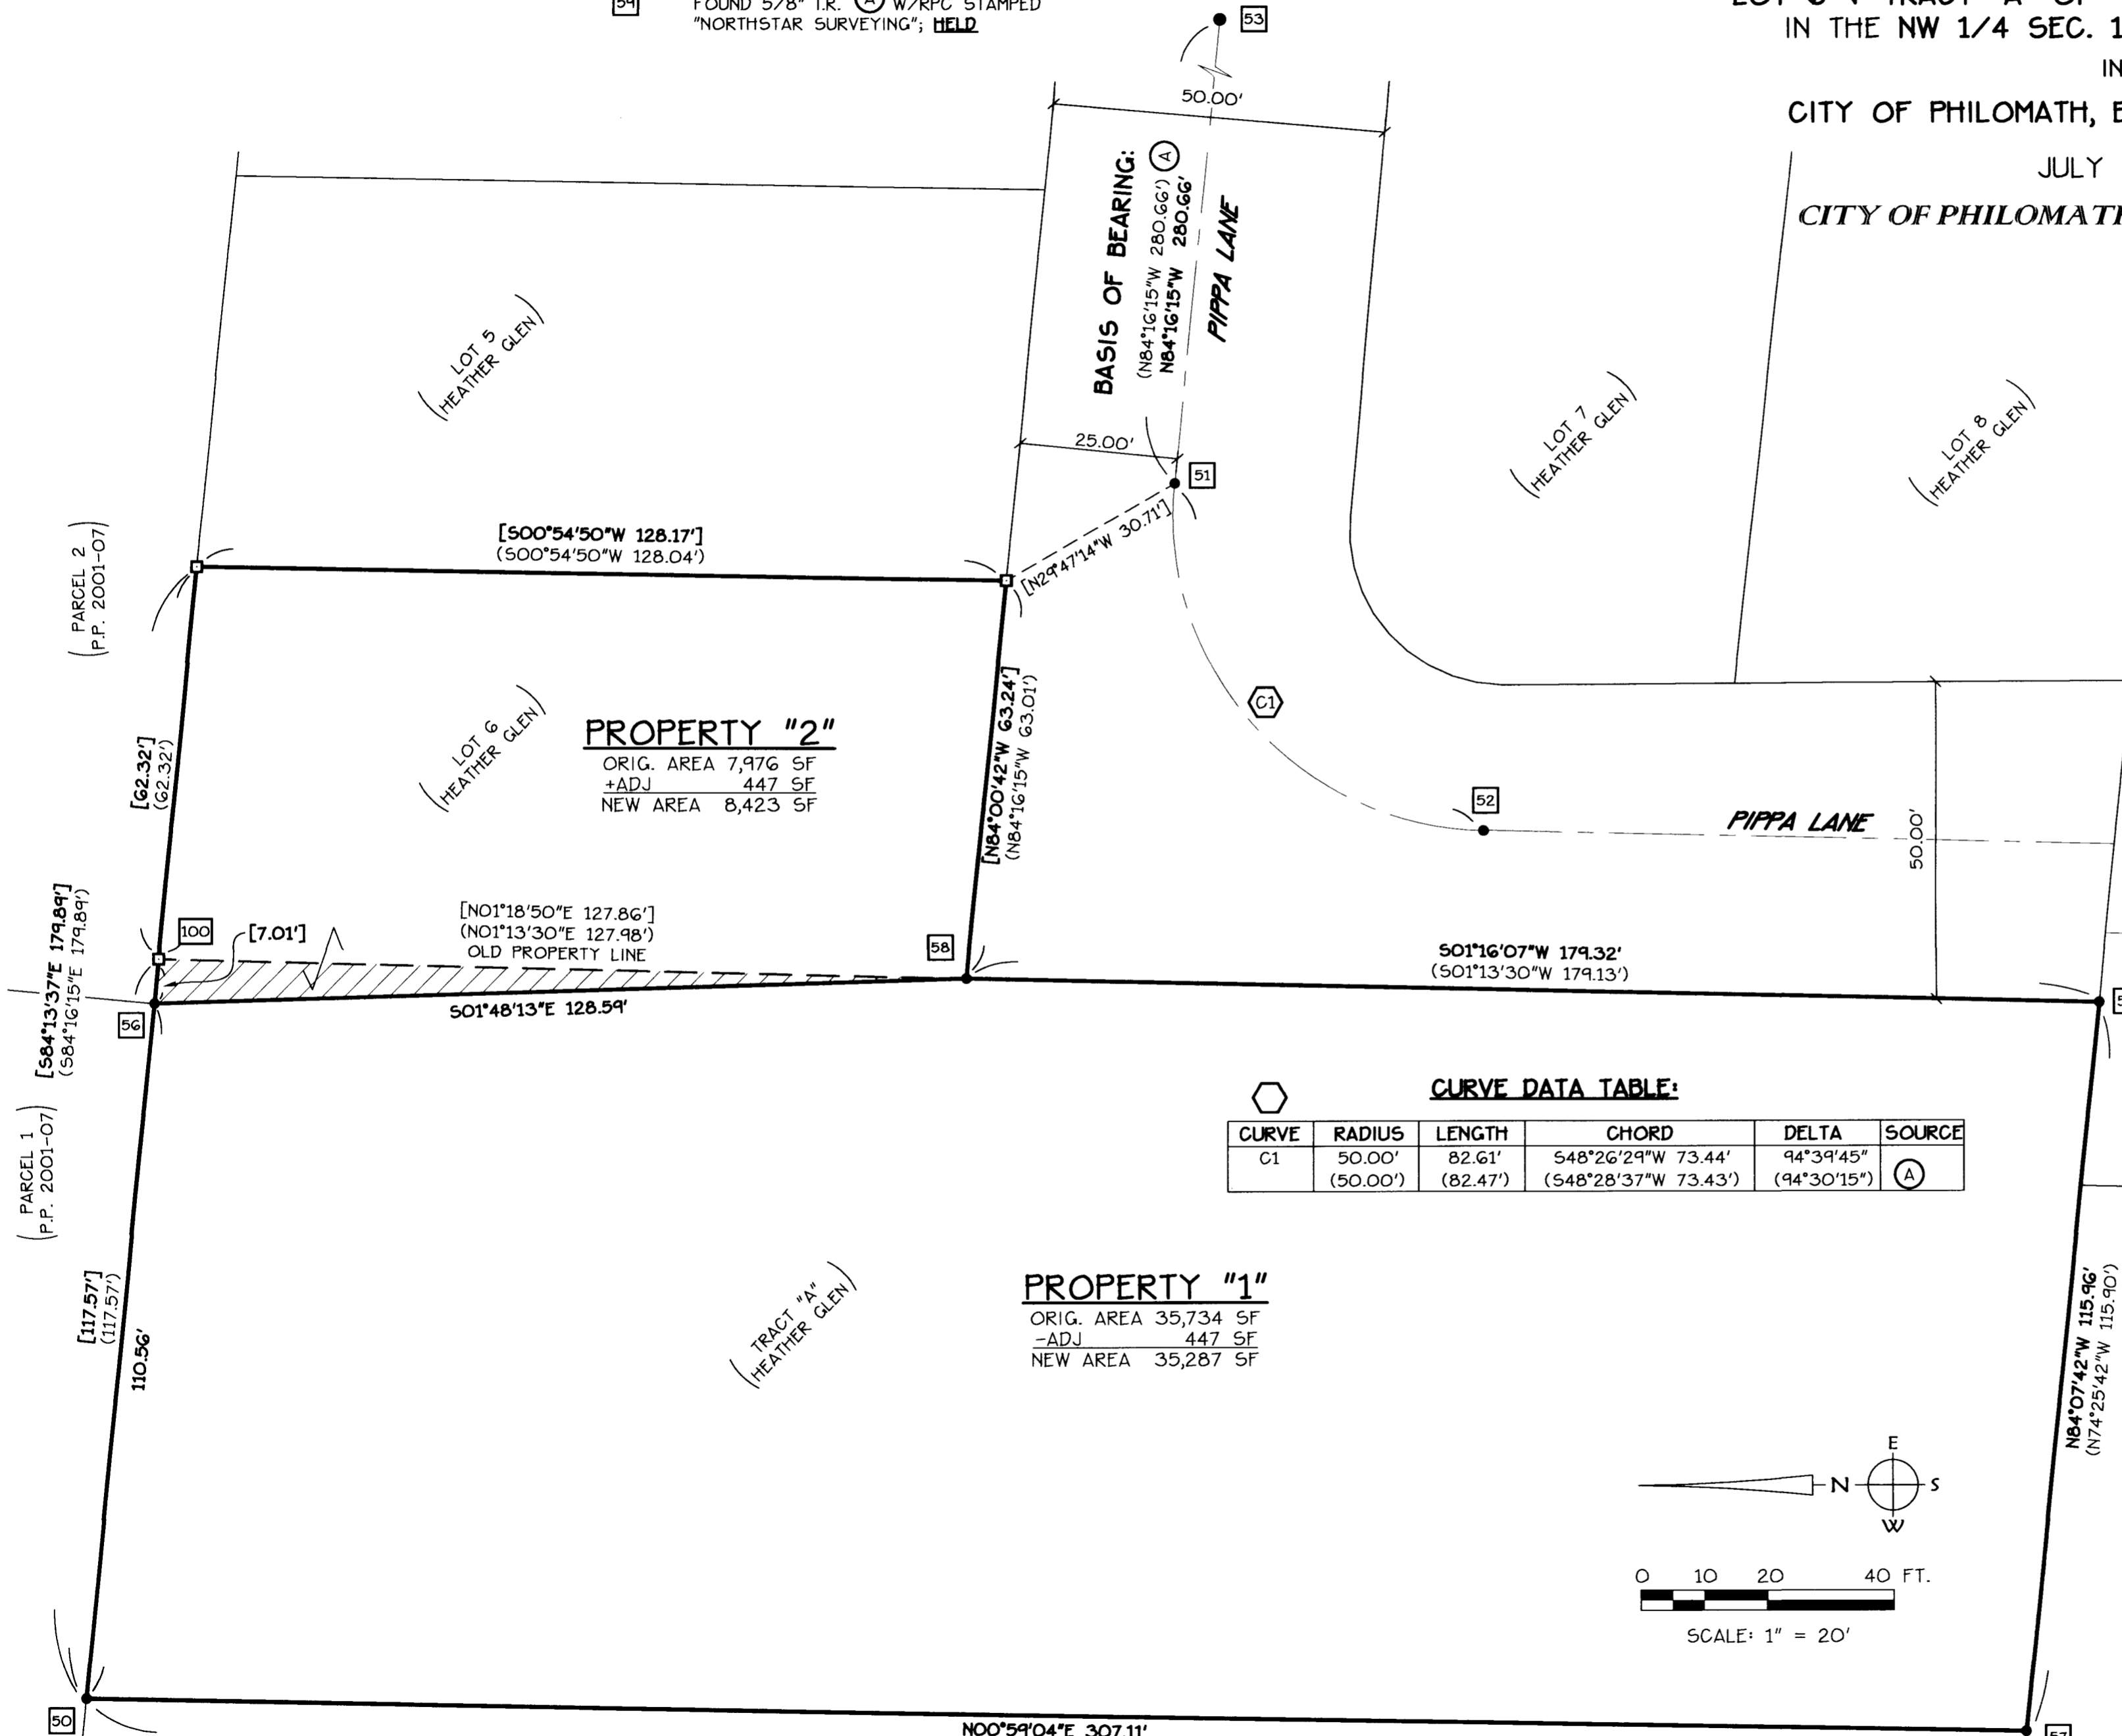 59
FOUND 5/8" I.R. A W/RPC STAMPED
"NORTHSTAR SURVEYING"; HELD
53
IN THE NW 1/4 SEC. 1
IN
CITY OF PHILOMATH,
JULY
CITY OF PHILOMATH
50.00'
BASIS OF BEARING:
(N84°16'15"W 280.66') A
N84°16'15"W 280.66'
PIPPA LANE
LOT 5
(HEATHER GLEN)
LOT 7
(HEATHER GLEN)
LOT 8
(HEATHER GLEN)
25.00'
51
[N29°47'14"W 30.71']
[S00°54'50"W 128.17']
(S00°54'50"W 128.04')
(PARCEL 2
P.P. 2001-07)
[62.32']
(62.32')
LOT 6
(HEATHER GLEN)
PROPERTY "2"
ORIG. AREA 7,976 SF
+ADJ 447 SF
NEW AREA 8,423 SF
[N84°00'42"W 63.24']
(N84°16'15"W 63.01')
C1
52
PIPPA LANE
50.00'
[S84°13'37"E 179.89']
(S84°16'15"E 179.89')
100
[7.01']
[N01°18'50"E 127.86']
(N01°13'30"E 127.98')
OLD PROPERTY LINE
58
S01°16'07"W 179.32'
(S01°13'30"W 179.13')
56
S01°48'13"E 128.59'
(PARCEL 1
P.P. 2001-07)
CURVE DATA TABLE:
CURVE RADIUS LENGTH CHORD DELTA SOURCE
C1 50.00' 82.61' S48°26'29"W 73.44' 94°39'45"
(50.00') (82.47') (S48°28'37"W 73.43') (94°30'15") A
[117.57']
(117.57')
110.56'
TRACT "A"
(HEATHER GLEN)
PROPERTY "1"
ORIG. AREA 35,734 SF
-ADJ 447 SF
NEW AREA 35,287 SF
N84°07'42"W 115.96'
(N74°25'42"W 115.90')
E
N S
W
0 10 20 40 FT.
SCALE: 1" = 20'
50
N00°59'04"E 307.11'
57